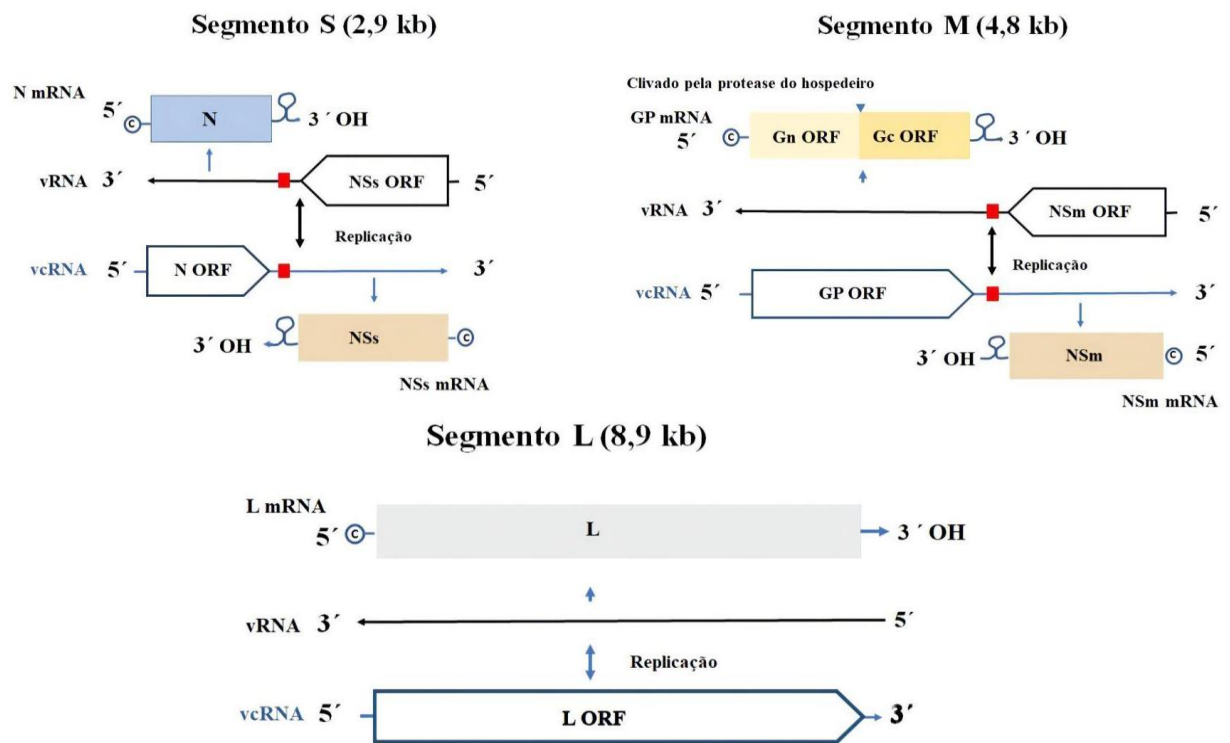 Segmento S (2,9 kb)
N mRNA
5´
C
N
3 ´ OH
vRNA 3´
NSs ORF
5´
Replicação
vcRNA 5´
N ORF
3´
3´ OH
NSs
C
NSs mRNA
Segmento M (4,8 kb)
Clivado pela protease do hospedeiro
GP mRNA
5´
C
Gn ORF
Gc ORF
3´ OH
vRNA 3´
NSm ORF
5´
Replicação
vcRNA 5´
GP ORF
3´
3´ OH
NSm
C 5´
NSm mRNA
Segmento L (8,9 kb)
L mRNA
5´ C
L
3 ´ OH
vRNA 3´
5´
Replicação
vcRNA 5´
L ORF
3´